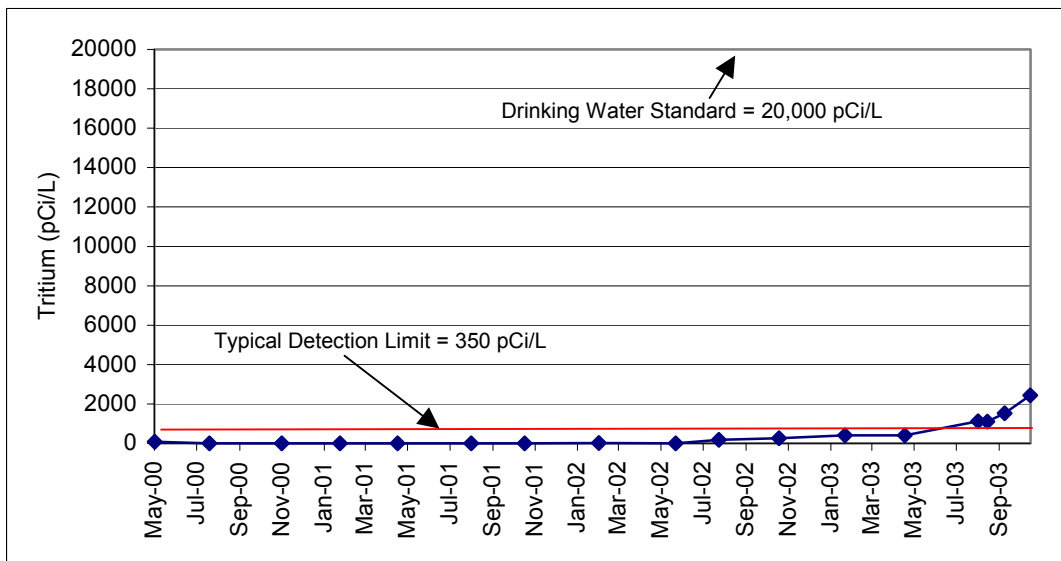 20000
18000
16000
14000
12000
10000
8000
6000
4000
2000
0
Tritium (pCi/L)
Drinking Water Standard = 20,000 pCi/L
Typical Detection Limit = 350 pCi/L
May-00
Jul-00
Sep-00
Nov-00
Jan-01
Mar-01
May-01
Jul-01
Sep-01
Nov-01
Jan-02
Mar-02
May-02
Jul-02
Sep-02
Nov-02
Jan-03
Mar-03
May-03
Jul-03
Sep-03